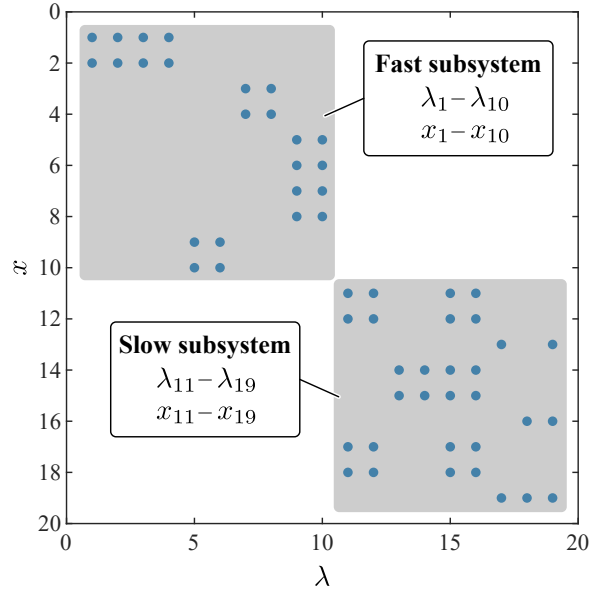 0
2
4
6
8
10
12
14
16
18
20
x
Fast subsystem
λ₁–λ₁₀
x₁–x₁₀
Slow subsystem
λ₁₁–λ₁₉
x₁₁–x₁₉
0 5 10 15 20
λ